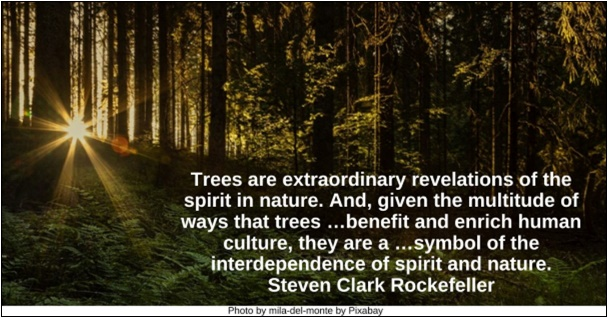 Trees are extraordinary revelations of the
spirit in nature. And, given the multitude of
ways that trees …benefit and enrich human
culture, they are a …symbol of the
interdependence of spirit and nature.
Steven Clark Rockefeller
Photo by mila-del-monte by Pixabay